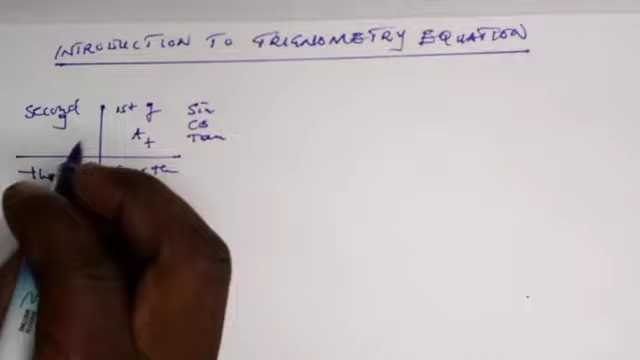 INTRODUCTION TO TRIGNOMETRY EQUATION
second 1st q Sin
q Cos
A+ Tan